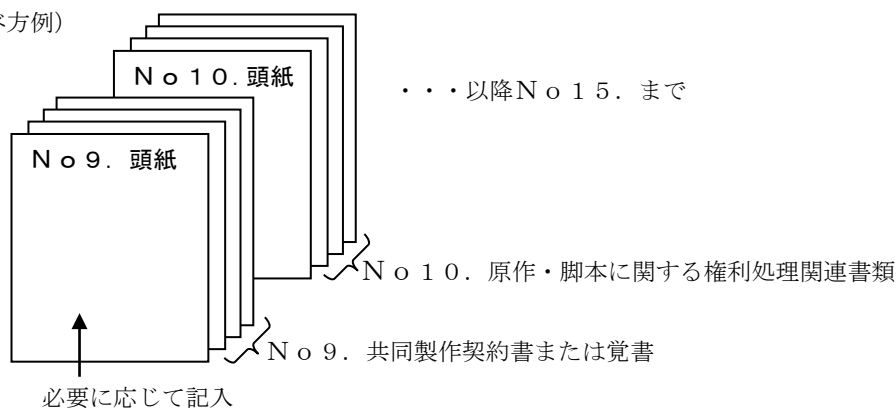 方例）
Ｎｏ１０．頭紙
・・・以降Ｎｏ１５．まで
Ｎｏ９．頭紙
Ｎｏ１０．原作・脚本に関する権利処理関連書類
Ｎｏ９．共同製作契約書または覚書
必要に応じて記入